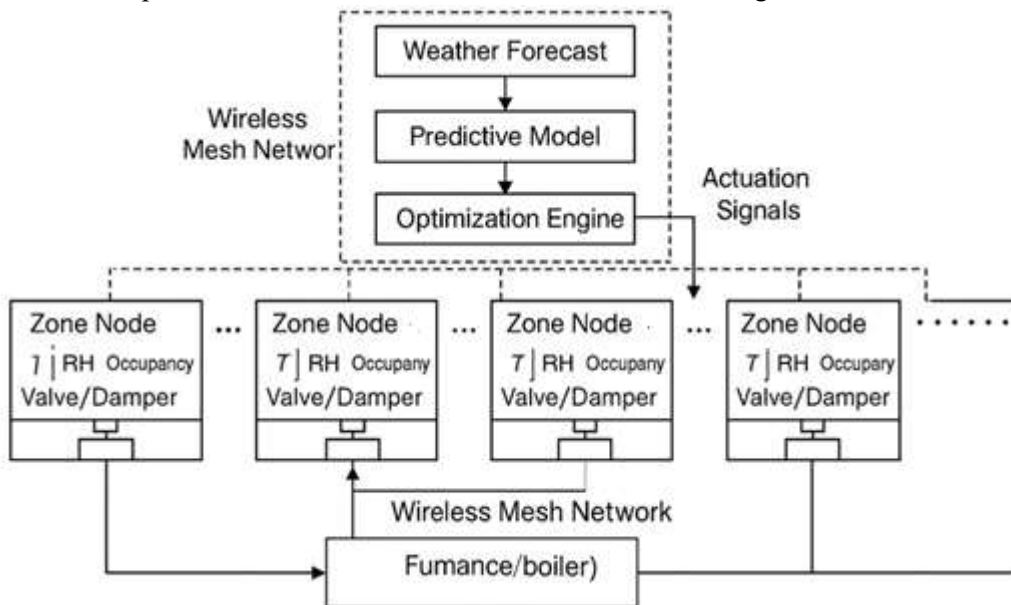 Weather Forecast
Wireless
Mesh Networ
Predictive Model
Optimization Engine
Actuation
Signals
Zone Node
RH Occupancy
Valve/Damper
...
Zone Node
T RH Occupany
Valve/Damper
...
Zone Node
T RH Occupany
Valve/Damper
...
Zone Node
T RH Occupany
Valve/Damper
Wireless Mesh Network
Fumance/boiler)